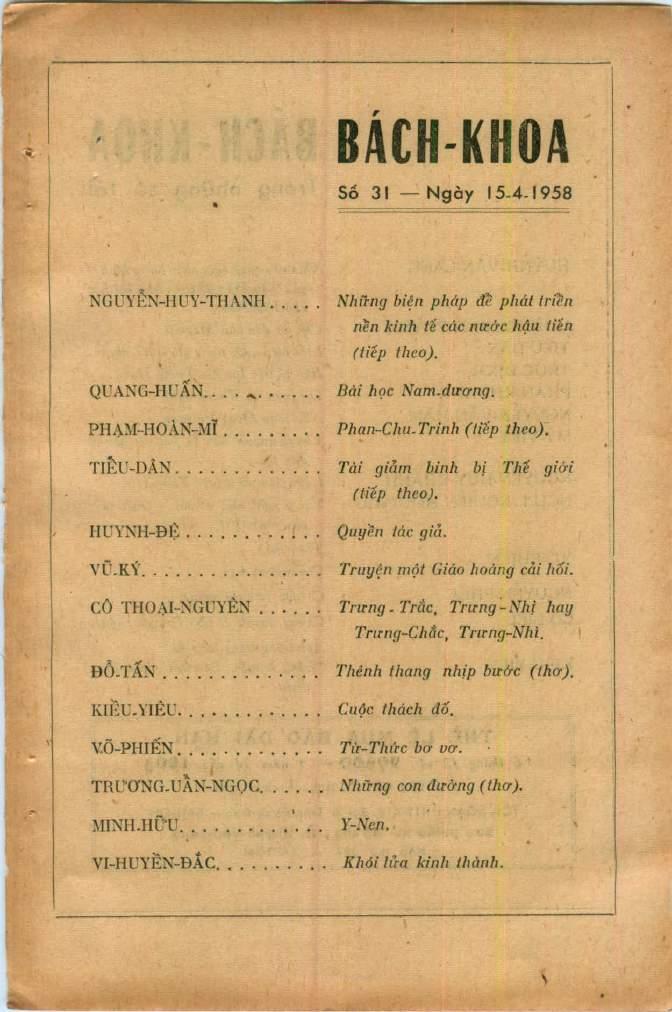 BÁCH-KHOA
Số 31 — Ngày 15-4-1958
NGUYỄN-HUY-THANH . . . . . Những biện pháp để phát triển
nền kinh tế các nước hậu tiến
(tiếp theo).
QUANG-HUẤN. . . . . . . . . . . Bài học Nam-dương.
PHẠM-HOÀN-MĨ . . . . . . . . . Phan-Chu-Trinh (tiếp theo).
TIỂU-DÂN . . . . . . . . . . . . . Tài giảm binh bị Thế giới
(tiếp theo).
HUYNH-ĐỆ . . . . . . . . . . . . Quyền tác giả.
VŨ-KÝ. . . . . . . . . . . . . . . . Truyện một Giáo hoàng cải hối.
CÔ THOẠI-NGUYÊN . . . . . . Trưng - Trắc, Trưng - Nhị hay
Trưng-Chắc, Trưng-Nhì.
ĐỖ-TẤN . . . . . . . . . . . . . . Thênh thang nhịp bước (thơ).
KIỀU-YIÊU. . . . . . . . . . . . . Cuộc thách đố.
VÕ-PHIẾN . . . . . . . . . . . . . Từ-Thức bơ vơ.
TRƯƠNG-UẪN-NGỌC. . . . . . Những con đường (thơ).
MINH-HỮU. . . . . . . . . . . . . Y-Nen.
VI-HUYỀN-ĐẮC. . . . . . . . . . Khói lửa kinh thành.